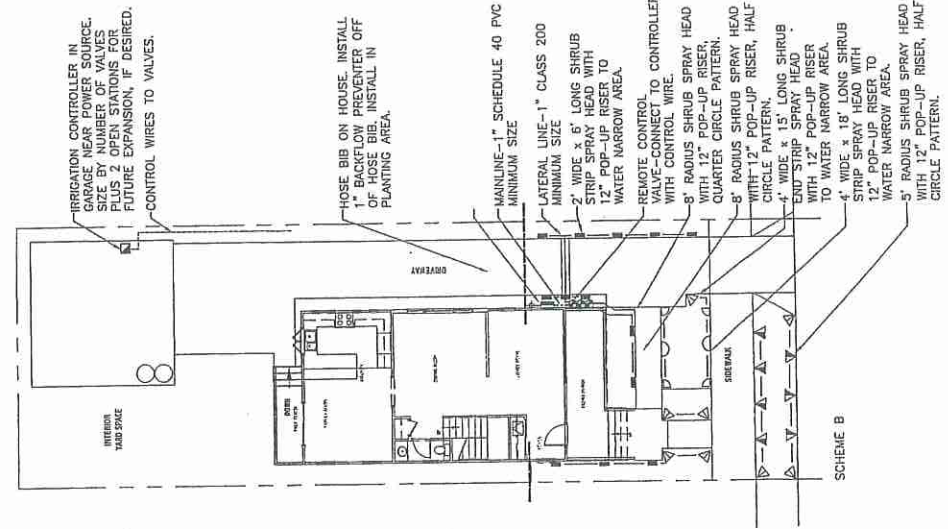 IRRIGATION CONTROLLER IN
GARAGE NEAR POWER SOURCE.
SIZE BY NUMBER OF VALVES
PLUS 2 OPEN STATIONS FOR
FUTURE EXPANSION, IF DESIRED.
CONTROL WIRES TO VALVES.
HOSE BIB ON HOUSE. INSTALL
1" BACKFLOW PREVENTER OFF
OF HOSE BIB. INSTALL IN
PLANTING AREA.
MAINLINE-1" SCHEDULE 40 PVC
MINIMUM SIZE
LATERAL LINE-1" CLASS 200
MINIMUM SIZE
2' WIDE x 6' LONG SHRUB
STRIP SPRAY HEAD WITH
12" POP-UP RISER TO
WATER NARROW AREA.
REMOTE CONTROL
VALVE-CONNECT TO CONTROLLER
WITH CONTROL WIRE.
8' RADIUS SHRUB SPRAY HEAD
WITH 12" POP-UP RISER,
QUARTER CIRCLE PATTERN.
8' RADIUS SHRUB SPRAY HEAD
WITH 12" POP-UP RISER, HALF
CIRCLE PATTERN.
4' WIDE x 15' LONG SHRUB
END STRIP SPRAY HEAD
WITH 12" POP-UP RISER
TO WATER NARROW AREA.
4' WIDE x 18' LONG SHRUB
STRIP SPRAY HEAD WITH
12" POP-UP RISER TO
WATER NARROW AREA.
5' RADIUS SHRUB SPRAY HEAD
WITH 12" POP-UP RISER, HALF
CIRCLE PATTERN.
INTERIOR
YARD SPACE
DRIVEWAY
DOWN
SIDEWALK
SCHEME B